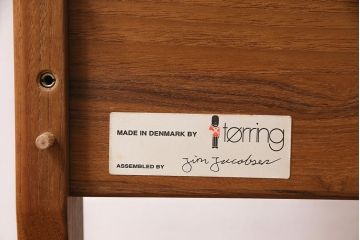 MADE IN DENMARK BY tørring
ASSEMBLED BY Jim Jacobsen